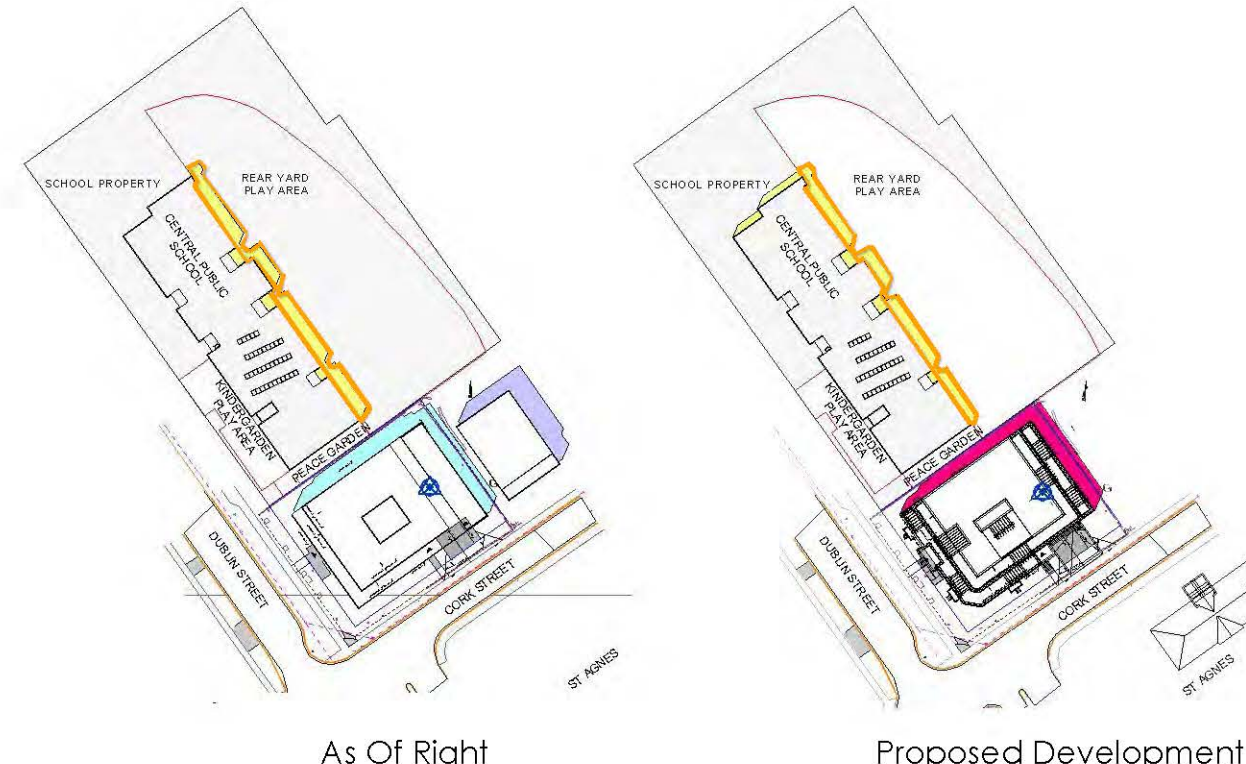 SCHOOL PROPERTY
REAR YARD
PLAY AREA
CENTRAL PUBLIC
SCHOOL
KINDERGARDEN
PLAY AREA
PEACE GARDEN
G
DUBLIN STREET
CORK STREET
ST AGNES
As Of Right
SCHOOL PROPERTY
REAR YARD
PLAY AREA
CENTRAL PUBLIC
SCHOOL
KINDERGARDEN
PLAY AREA
PEACE GARDEN
G
DUBLIN STREET
CORK STREET
ST AGNES
Proposed Development